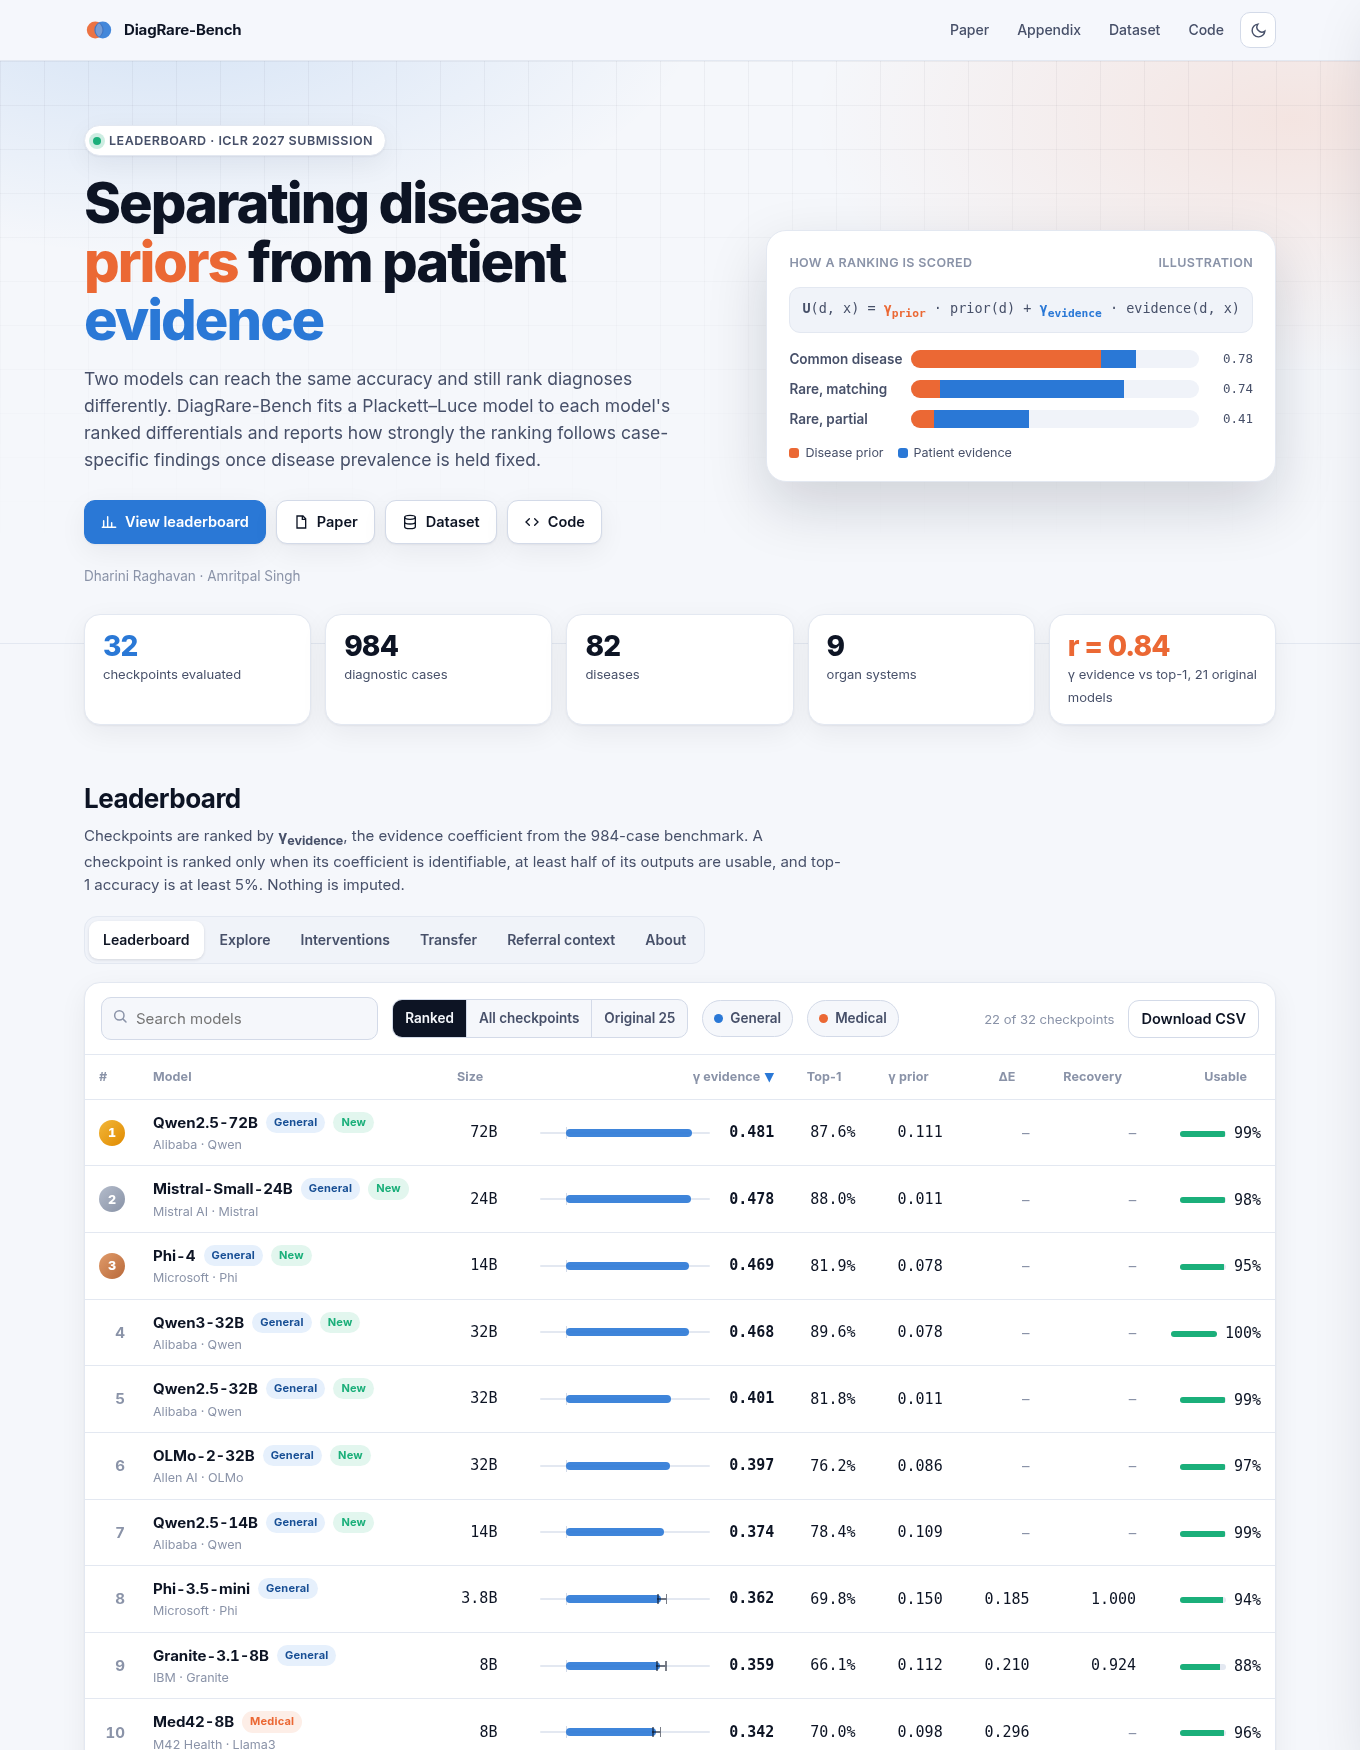 DiagRare-Bench
Paper Appendix Dataset Code
LEADERBOARD · ICLR 2027 SUBMISSION
Separating disease
priors from patient
evidence
Two models can reach the same accuracy and still rank diagnoses
differently. DiagRare-Bench fits a Plackett–Luce model to each model's
ranked differentials and reports how strongly the ranking follows case-
specific findings once disease prevalence is held fixed.
View leaderboard Paper Dataset Code
Dharini Raghavan · Amritpal Singh
HOW A RANKING IS SCORED ILLUSTRATION
U(d, x) = γprior · prior(d) + γevidence · evidence(d, x)
Common disease 0.78
Rare, matching 0.74
Rare, partial 0.41
Disease prior Patient evidence
32
checkpoints evaluated
984
diagnostic cases
82
diseases
9
organ systems
r = 0.84
γ evidence vs top-1, 21 original
models
Leaderboard
Checkpoints are ranked by γevidence, the evidence coefficient from the 984-case benchmark. A
checkpoint is ranked only when its coefficient is identifiable, at least half of its outputs are usable, and top-
1 accuracy is at least 5%. Nothing is imputed.
Leaderboard Explore Interventions Transfer Referral context About
Search models Ranked All checkpoints Original 25 General Medical 22 of 32 checkpoints Download CSV
# Model Size γ evidence ▼ Top-1 γ prior ΔE Recovery Usable
1 Qwen2.5-72B General New 72B 0.481 87.6% 0.111 – – 99%
Alibaba · Qwen
2 Mistral-Small-24B General New 24B 0.478 88.0% 0.011 – – 98%
Mistral AI · Mistral
3 Phi-4 General New 14B 0.469 81.9% 0.078 – – 95%
Microsoft · Phi
4 Qwen3-32B General New 32B 0.468 89.6% 0.078 – – 100%
Alibaba · Qwen
5 Qwen2.5-32B General New 32B 0.401 81.8% 0.011 – – 99%
Alibaba · Qwen
6 OLMo-2-32B General New 32B 0.397 76.2% 0.086 – – 97%
Allen AI · OLMo
7 Qwen2.5-14B General New 14B 0.374 78.4% 0.109 – – 99%
Alibaba · Qwen
8 Phi-3.5-mini General 3.8B 0.362 69.8% 0.150 0.185 1.000 94%
Microsoft · Phi
9 Granite-3.1-8B General 8B 0.359 66.1% 0.112 0.210 0.924 88%
IBM · Granite
10 Med42-8B Medical 8B 0.342 70.0% 0.098 0.296 – 96%
M42 Health · Llama3